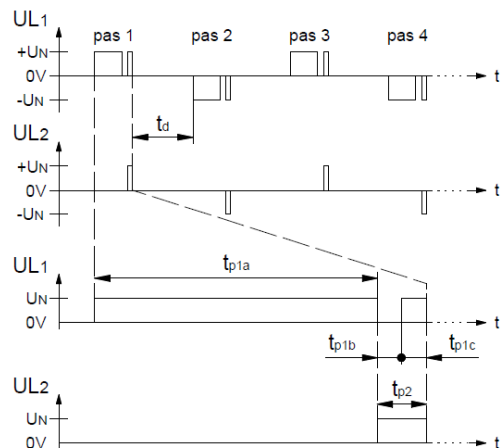 UL1
pas 1 pas 2 pas 3 pas 4
+UN
0V
-UN
t
td
UL2
+UN
0V
-UN
t
UL1
tp1a
UN
0V
t
tp1b tp1c
UL2
tp2
UN
0V
t